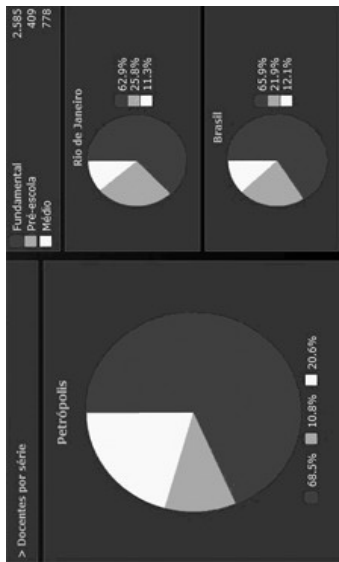 > Docentes por série
Petrópolis
68.5% 10.8% 20.6%
Fundamental 2.585
Pré-escola 409
Médio 778
Rio de Janeiro
62.9%
25.8%
11.3%
Brasil
65.9%
21.9%
12.1%